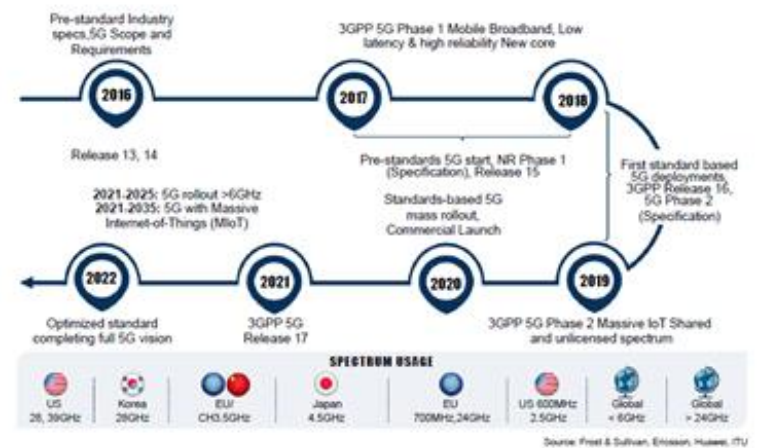 Pre-standard Industry
specs,5G Scope and
Requirements
3GPP 5G Phase 1 Mobile Broadband, Low
latency & high reliability New core
2016
2017
2018
Release 13, 14
Pre-standards 5G start, NR Phase 1
(Specification), Release 15
First standard based
5G deployments,
3GPP Release 16,
5G Phase 2
(Specification)
2021-2025: 5G rollout >6GHz
2021-2035: 5G with Massive
Internet-of-Things (MIoT)
Standards-based 5G
mass rollout,
Commercial Launch
2022
2021
2020
2019
Optimized standard
completing full 5G vision
3GPP 5G
Release 17
3GPP 5G Phase 2 Massive IoT Shared
and unlicensed spectrum
SPECTRUM USAGE
US
28, 39GHz
Korea
28GHz
EU/
CH3.5GHz
Japan
4.5GHz
EU
700MHz,24GHz
US 600MHz
2.5GHz
Global
< 6GHz
Global
> 24GHz
Source: Frost & Sullivan, Ericsson, Huawei, ITU